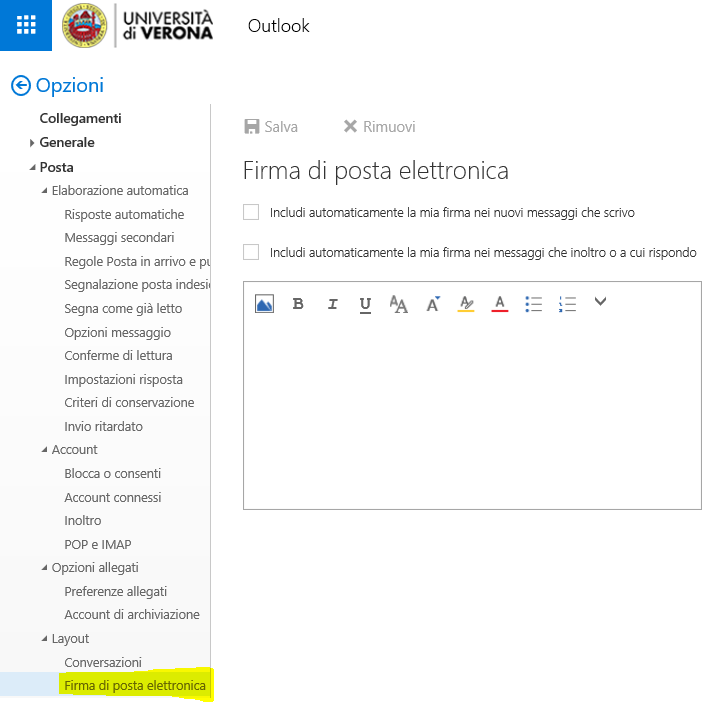 UNIVERSITÀ
di VERONA
Outlook
Opzioni
Collegamenti
Generale
Posta
Elaborazione automatica
Risposte automatiche
Messaggi secondari
Regole Posta in arrivo e pu
Segnalazione posta indesi
Segna come già letto
Opzioni messaggio
Conferme di lettura
Impostazioni risposta
Criteri di conservazione
Invio ritardato
Account
Blocca o consenti
Account connessi
Inoltro
POP e IMAP
Opzioni allegati
Preferenze allegati
Account di archiviazione
Layout
Conversazioni
Firma di posta elettronica
Salva Rimuovi
Firma di posta elettronica
Includi automaticamente la mia firma nei nuovi messaggi che scrivo
Includi automaticamente la mia firma nei messaggi che inoltro o a cui rispondo
B I U AA A A A